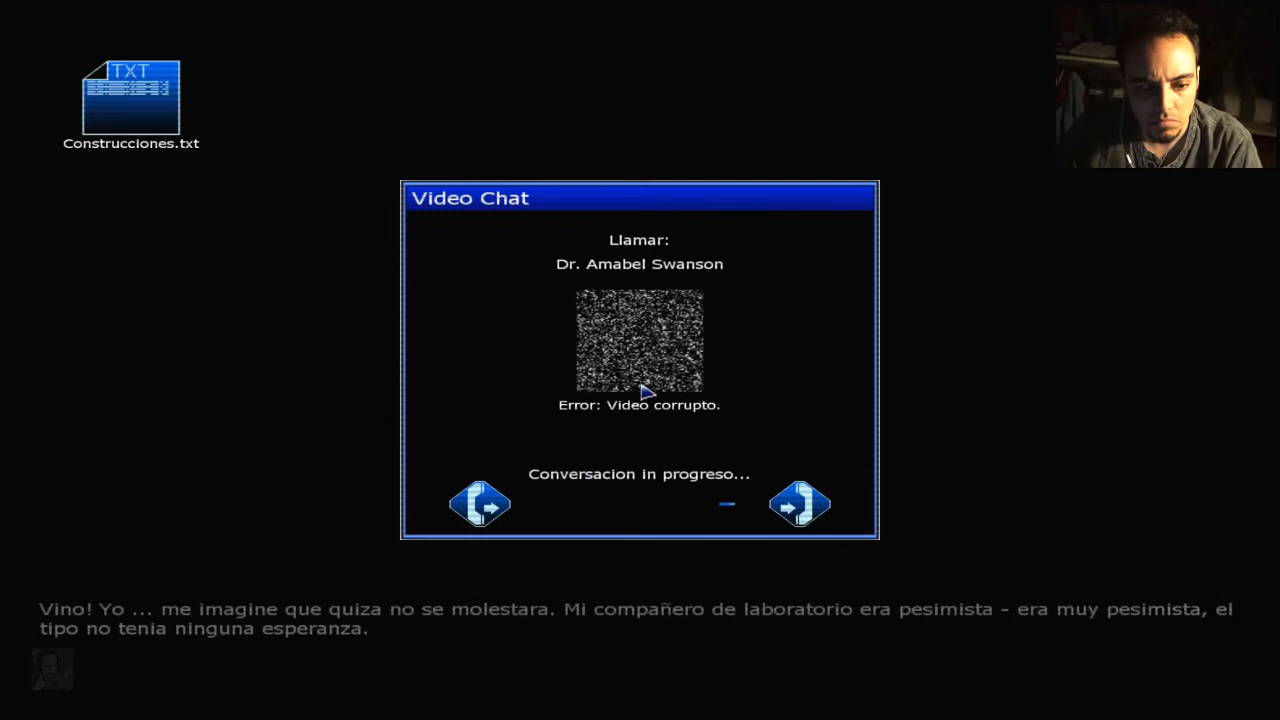 TXT
Construcciones.txt
Video Chat
Llamar:
Dr. Amabel Swanson
Error: Video corrupto.
Conversacion in progreso...
Vino! Yo ... me imagine que quiza no se molestara. Mi compañero de laboratorio era pesimista - era muy pesimista, el
tipo no tenia ninguna esperanza.